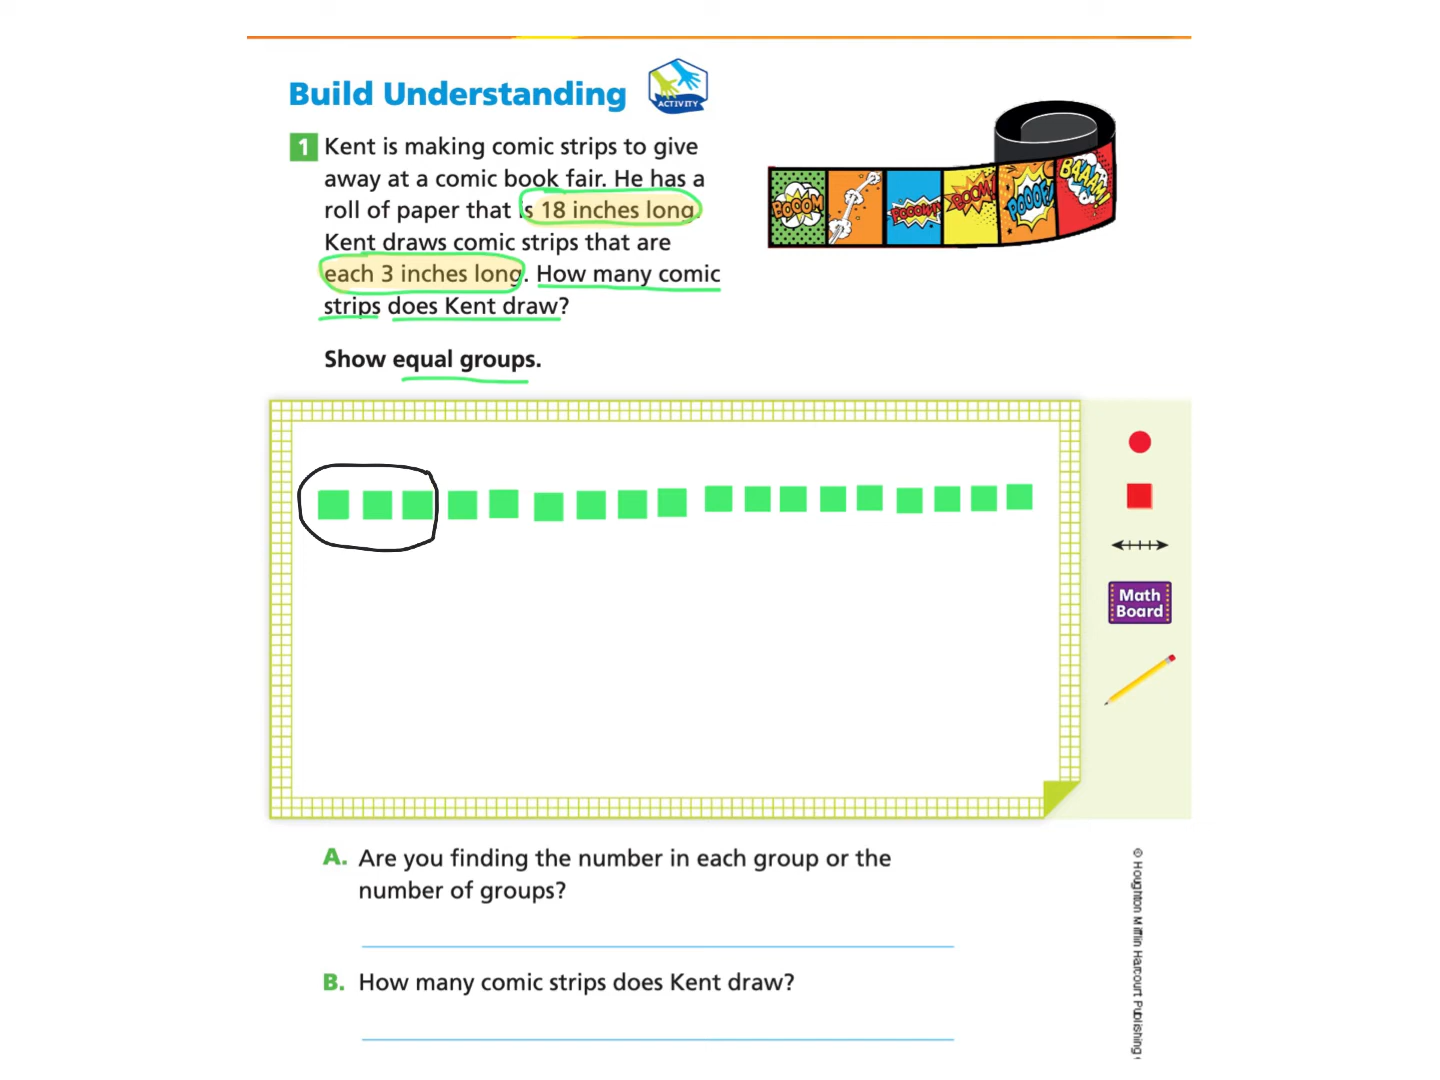 Build Understanding
ACTIVITY
1 Kent is making comic strips to give
away at a comic book fair. He has a
roll of paper that is 18 inches long.
Kent draws comic strips that are
each 3 inches long. How many comic
strips does Kent draw?
BOOOM
POOOW!
BOOM!
POOOF!
BAAAM!
Show equal groups.
Math
Board
A. Are you finding the number in each group or the
number of groups?
B. How many comic strips does Kent draw?
© Houghton Mifflin Harcourt Publishing